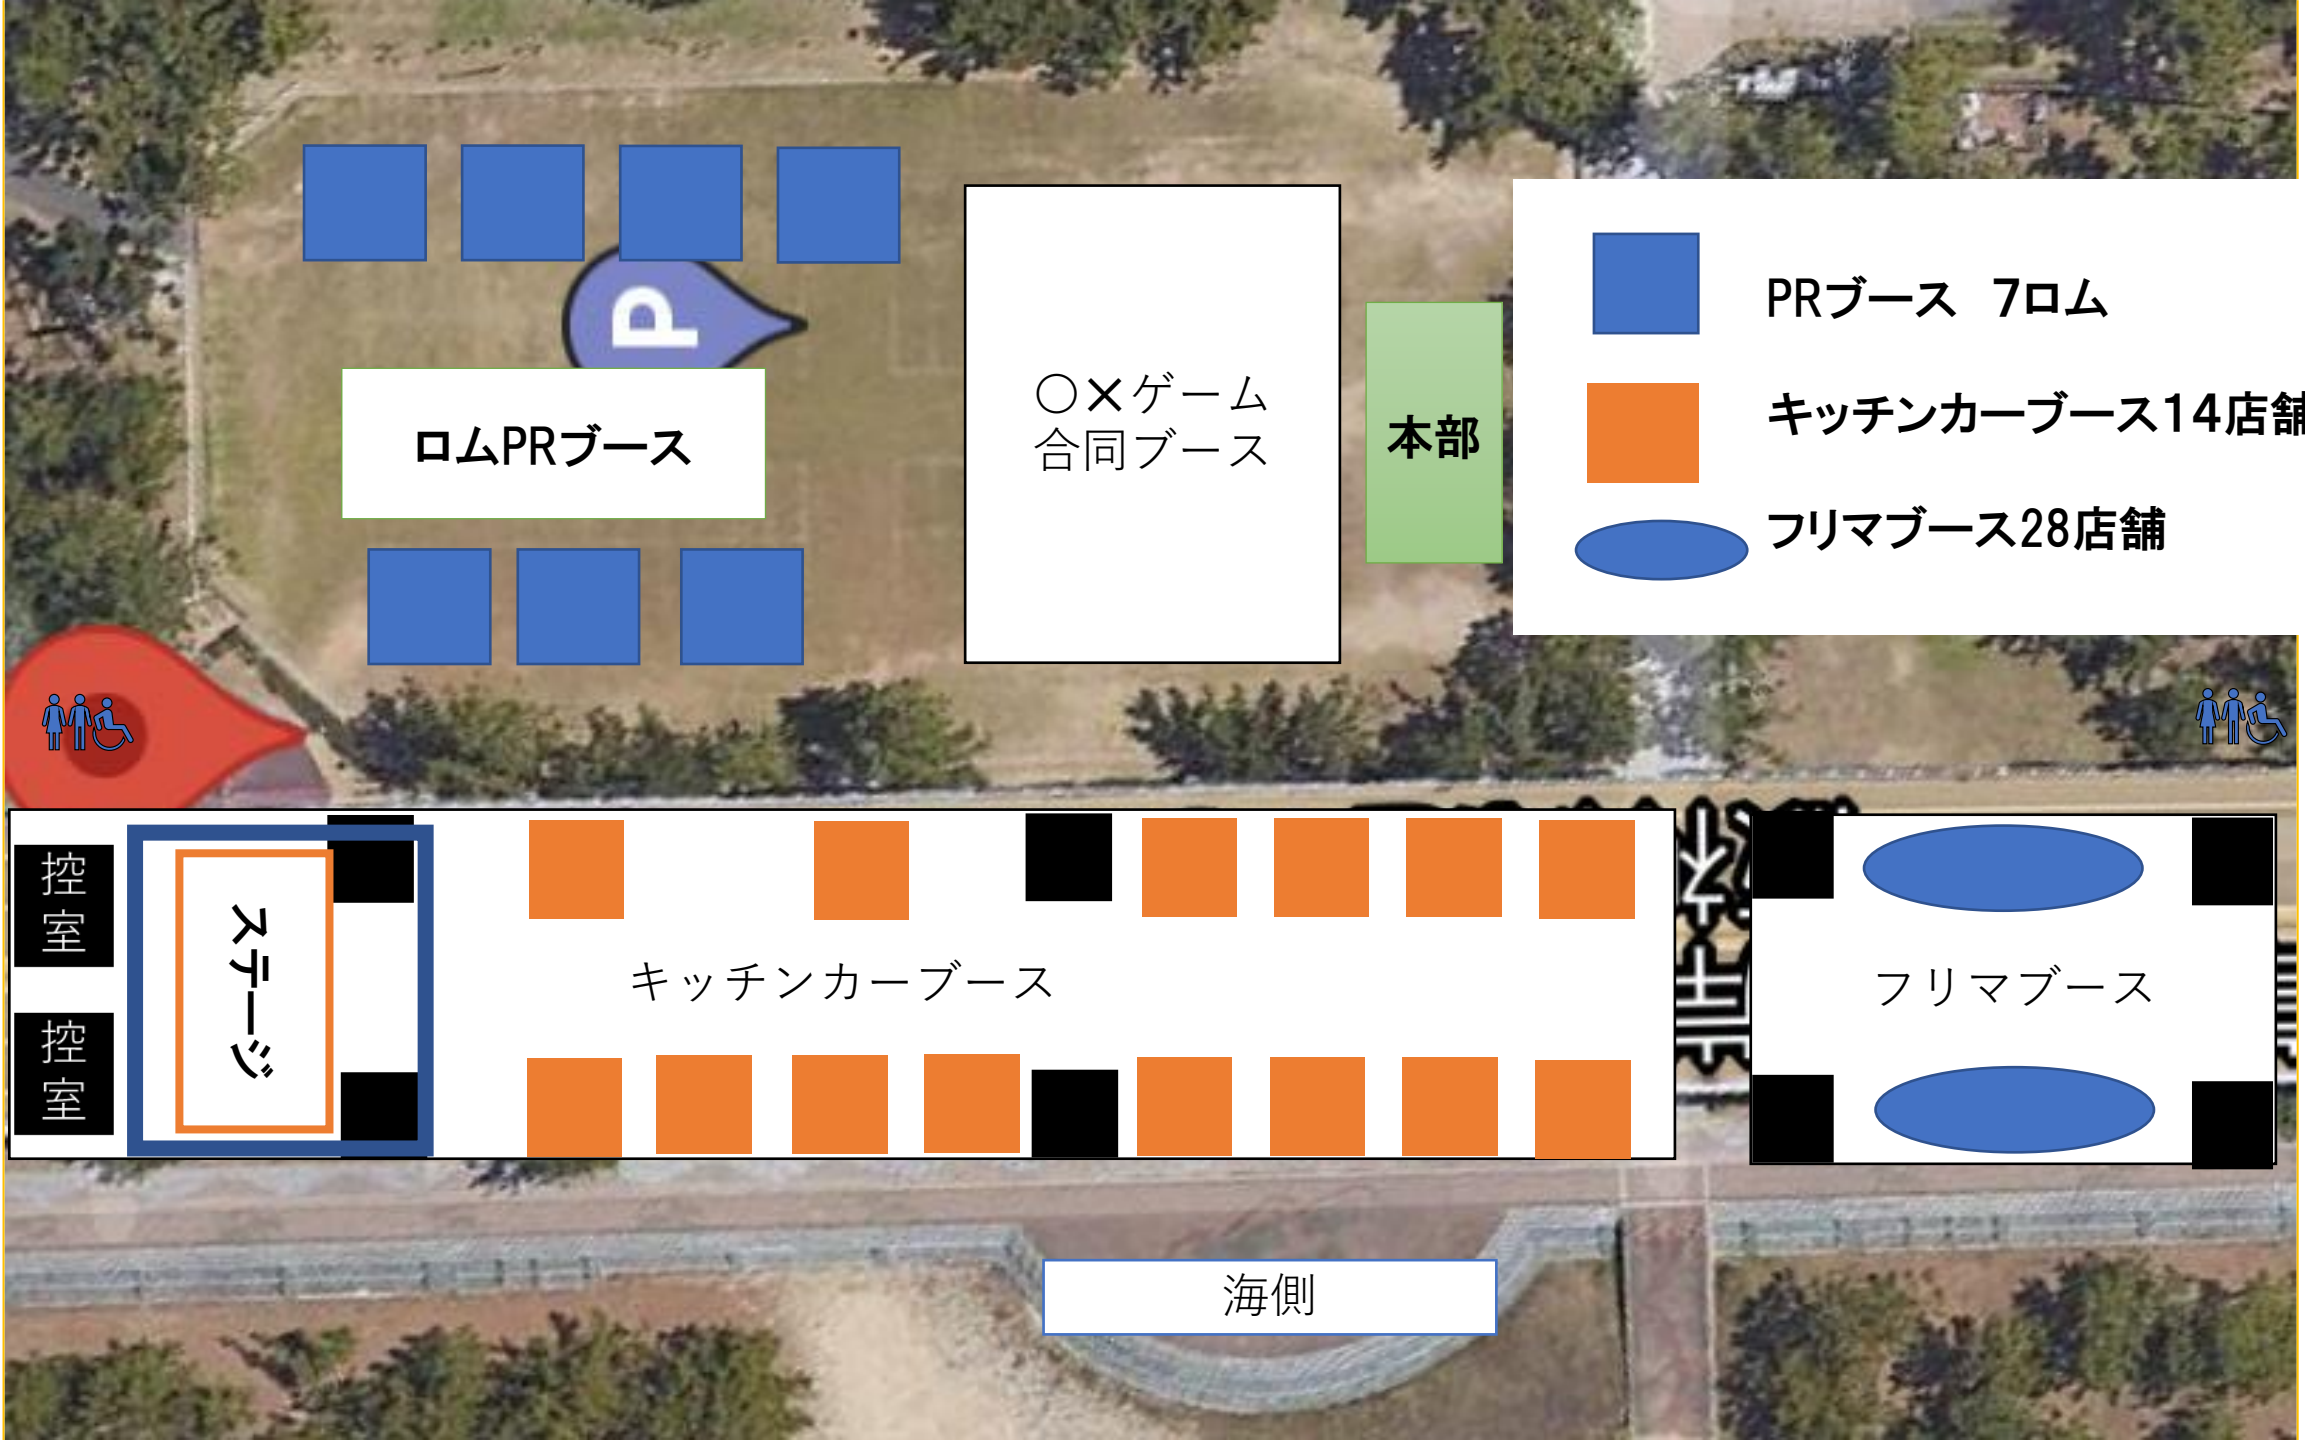 P
ロムPRブース
○×ゲーム
合同ブース
本部
PRブース　7ロム
キッチンカーブース14店舗
フリマブース28店舗
控室
控室
ステージ
キッチンカーブース
フリマブース
海側